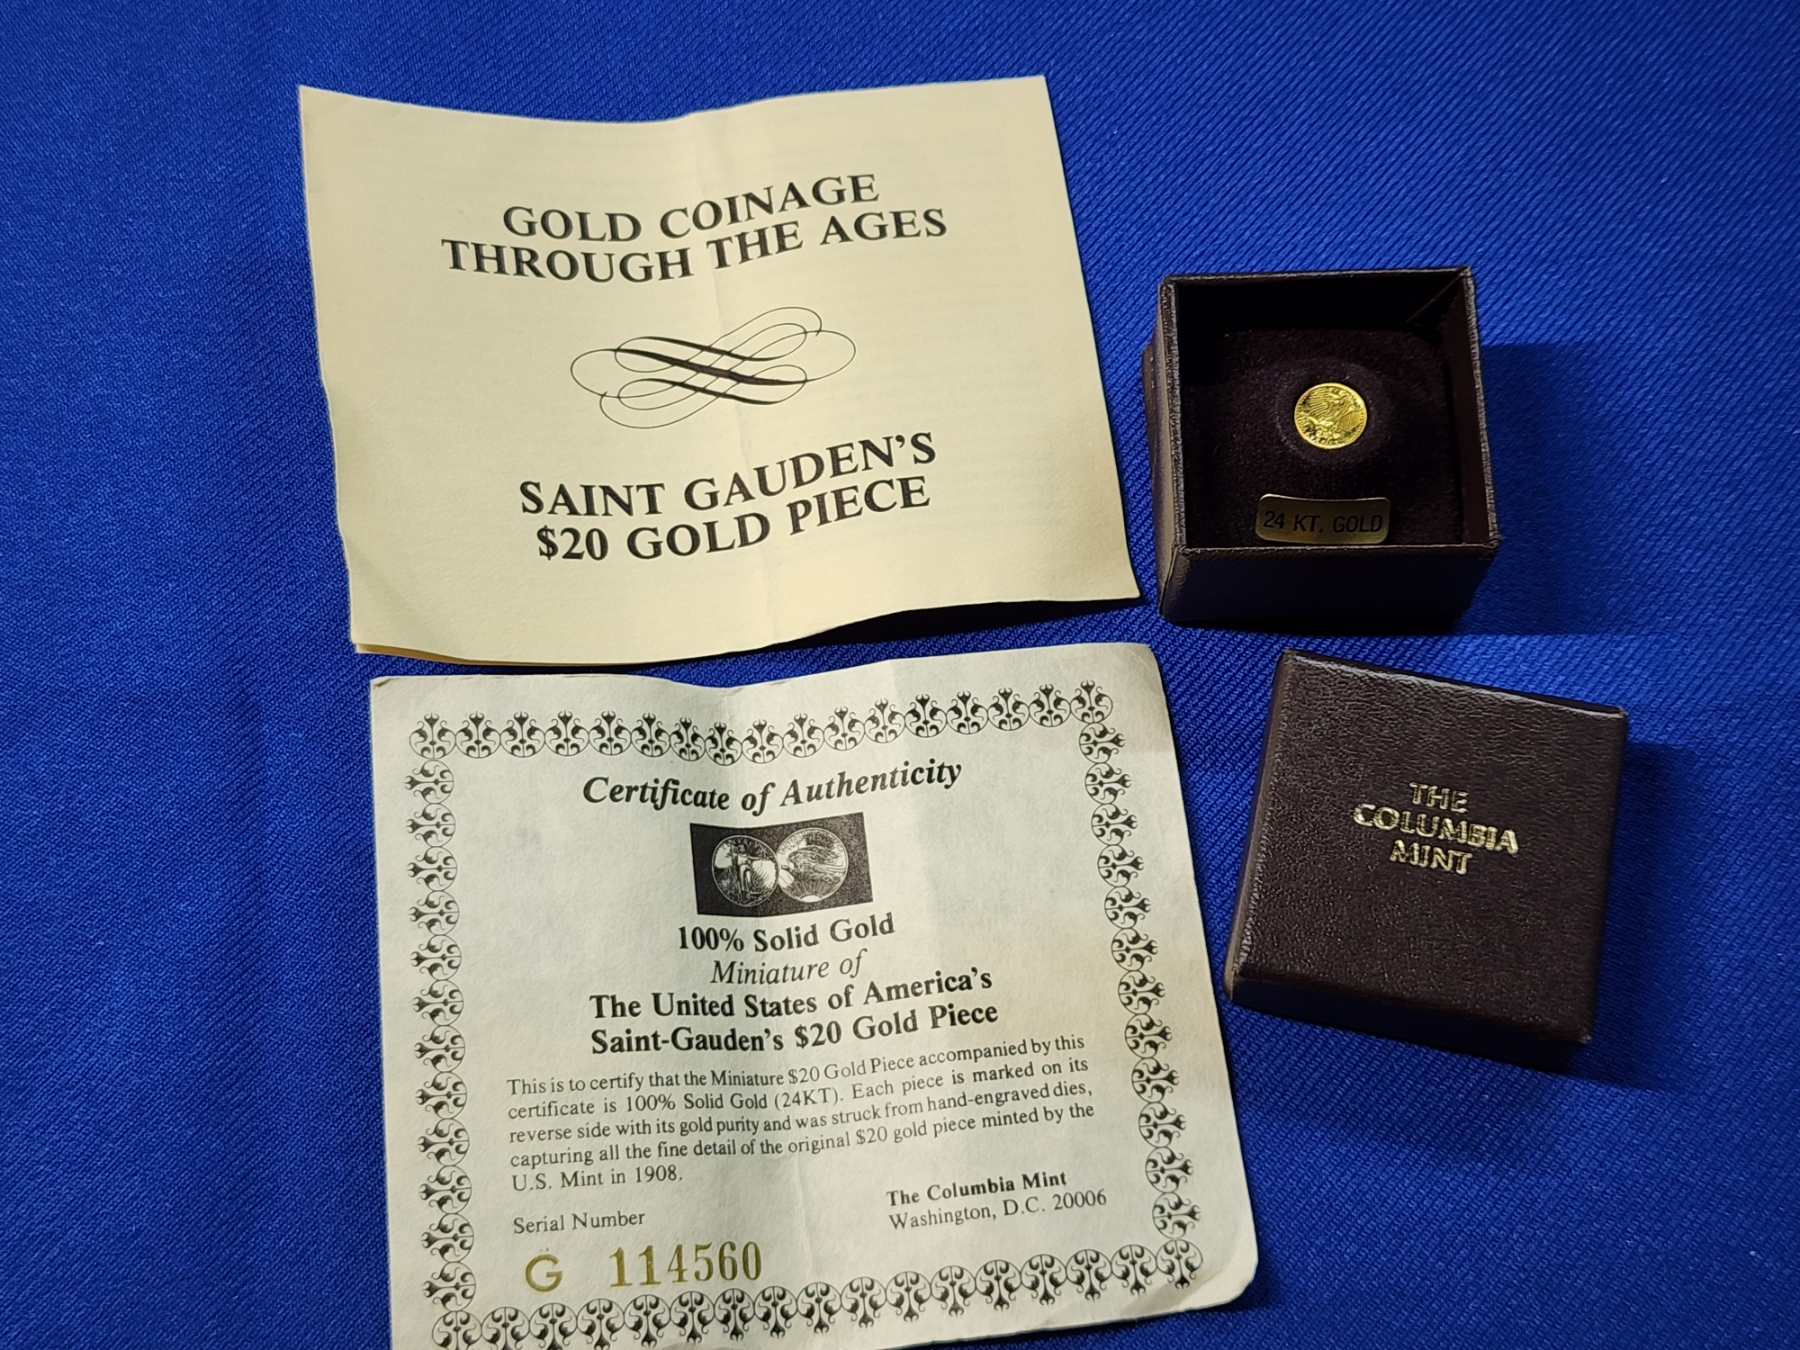 GOLD COINAGE
THROUGH THE AGES
SAINT GAUDEN'S
$20 GOLD PIECE
24 KT. GOLD
THE
COLUMBIA
MINT
Certificate of Authenticity
100% Solid Gold
Miniature of
The United States of America's
Saint-Gauden's $20 Gold Piece
This is to certify that the Miniature $20 Gold Piece accompanied by this
certificate is 100% Solid Gold (24KT). Each piece is marked on its
reverse side with its gold purity and was struck from hand-engraved dies,
capturing all the fine detail of the original $20 gold piece minted by the
U.S. Mint in 1908.
The Columbia Mint
Washington, D.C. 20006
Serial Number
G 114560